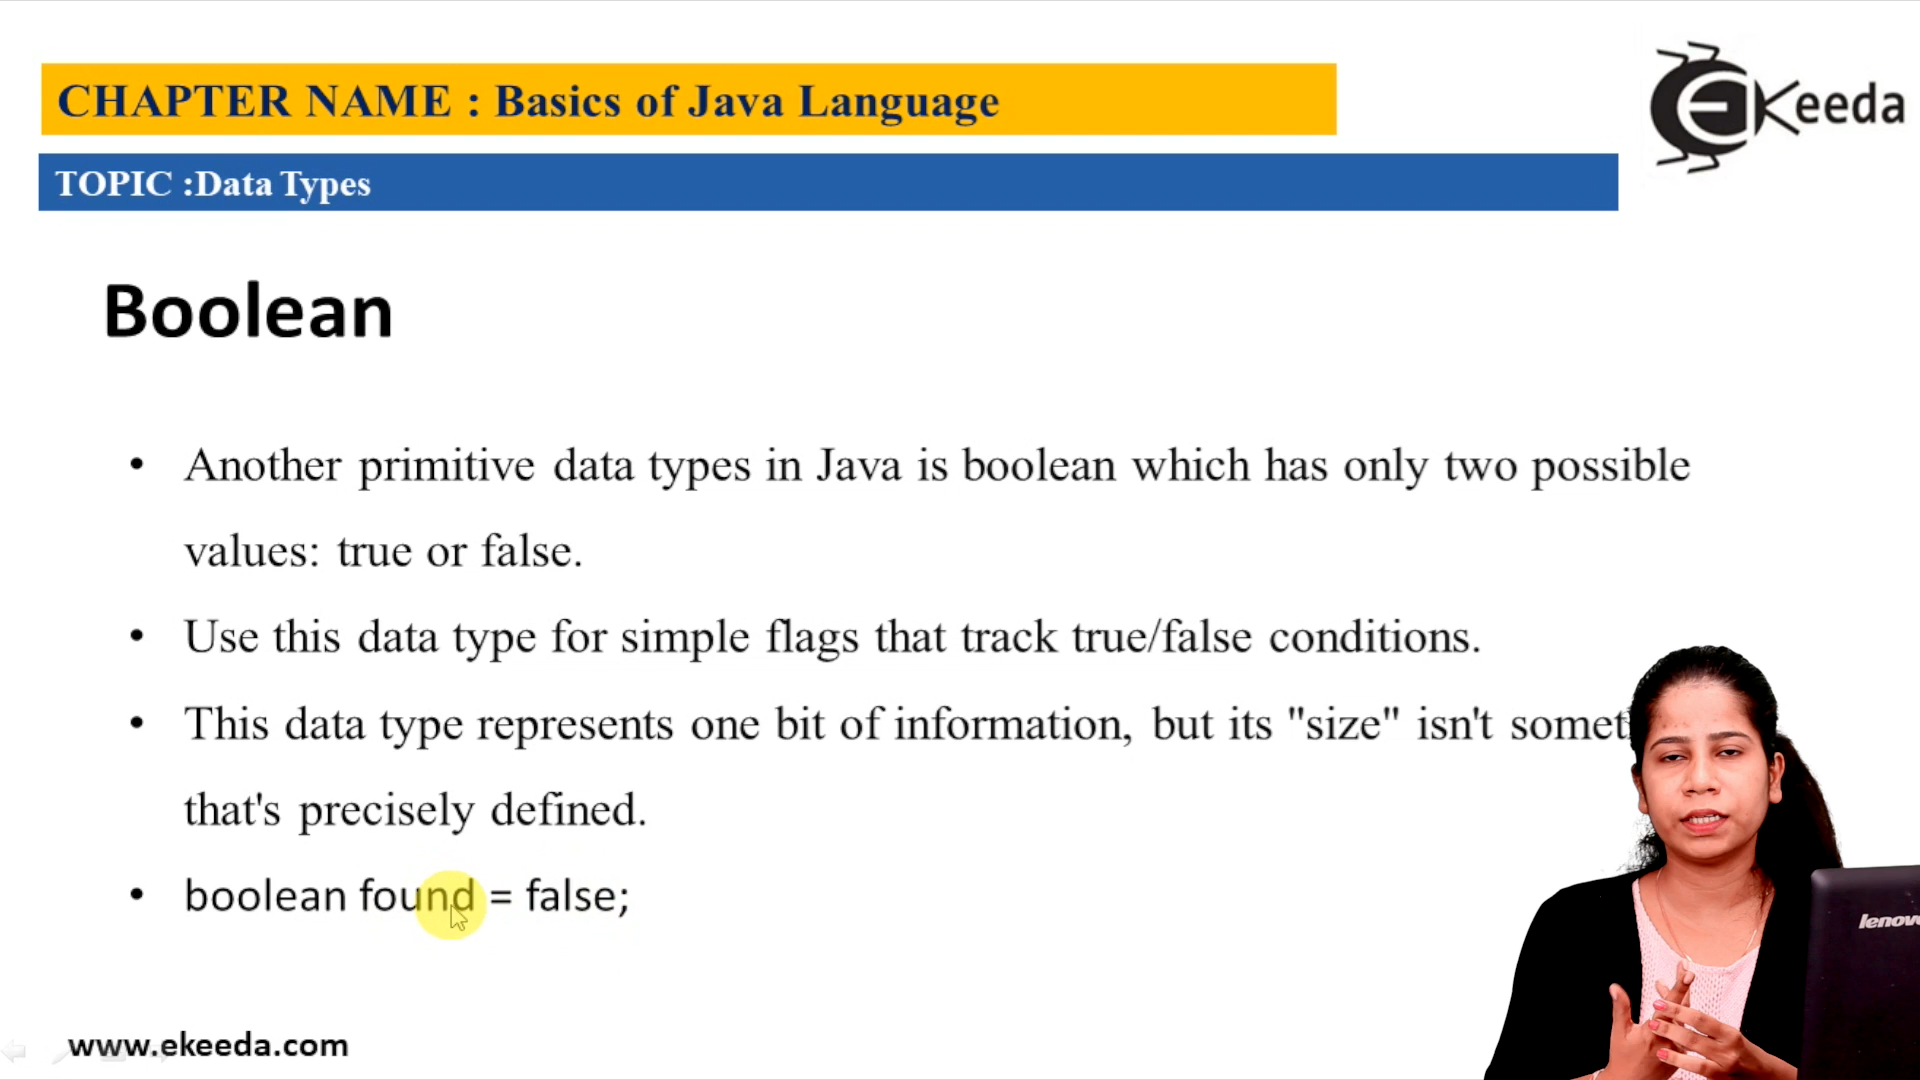 CHAPTER NAME : Basics of Java Language
eKeeda
TOPIC :Data Types
Boolean
• Another primitive data types in Java is boolean which has only two possible
values: true or false.
• Use this data type for simple flags that track true/false conditions.
• This data type represents one bit of information, but its "size" isn't
that's precisely defined.
• boolean found = false;
www.ekeeda.com